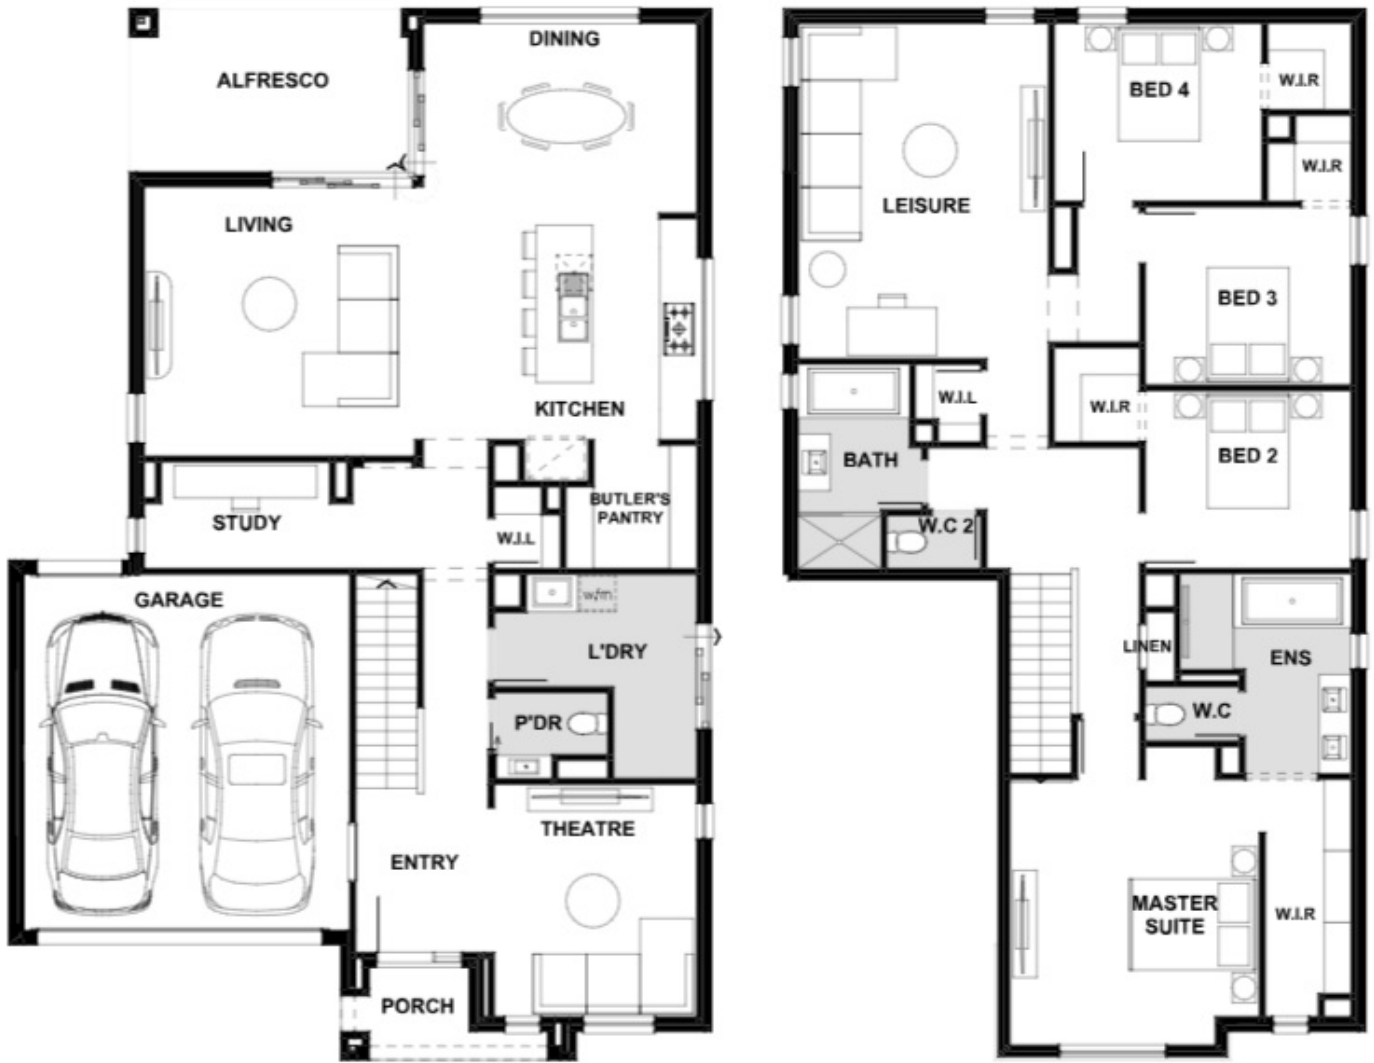 ALFRESCO
DINING
LIVING
KITCHEN
STUDY
W.I.L
BUTLER'S
PANTRY
GARAGE
w/m
L'DRY
P'DR
THEATRE
ENTRY
PORCH
LEISURE
BED 4
W.I.R
W.I.R
BED 3
W.I.L
W.I.R
BATH
BED 2
W.C 2
LINEN
ENS
W.C
MASTER
SUITE
W.I.R